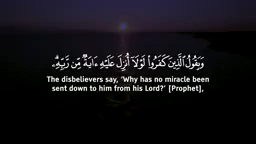 وَيَقُولُ ٱلَّذِينَ كَفَرُوا۟ لَوْلَآ أُنزِلَ عَلَيْهِ ءَايَةٌ مِّن رَّبِّهِۦٓ ۗ
The disbelievers say, ‘Why has no miracle been
sent down to him from his Lord?’ [Prophet],